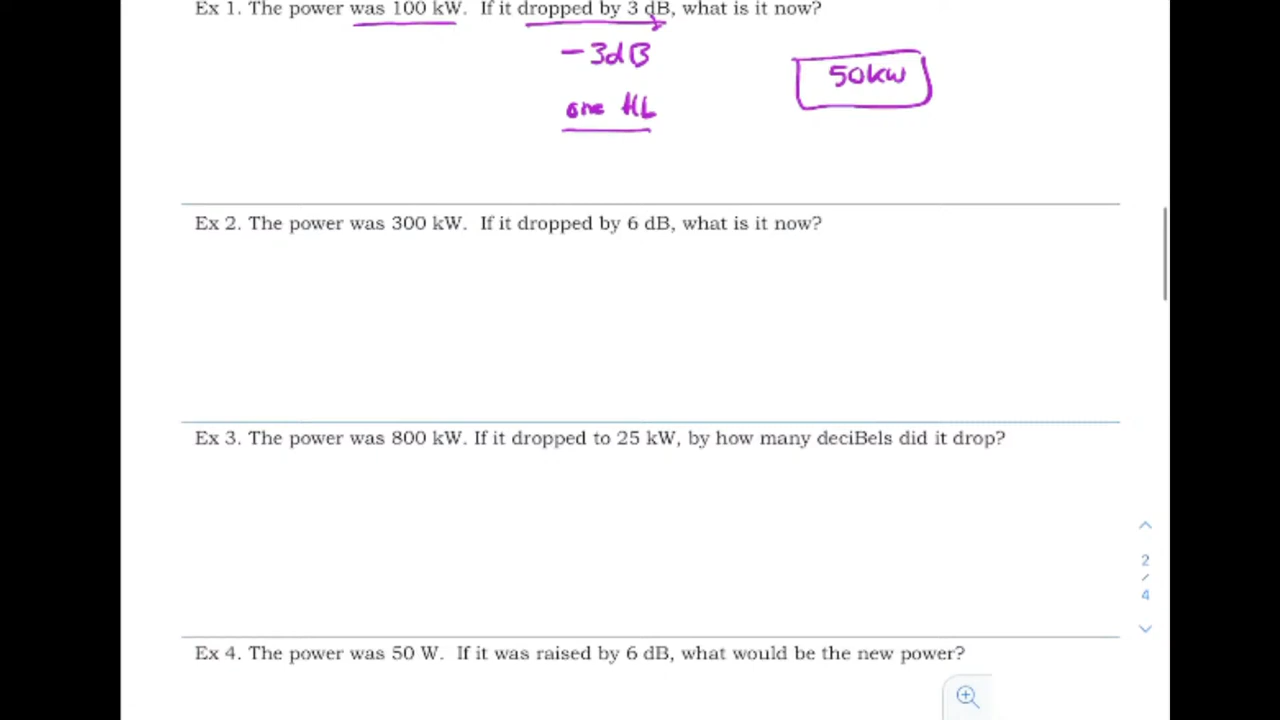 Ex 1. The power was 100 kW. If it dropped by 3 dB, what is it now?
-3dB
50kW
one HL
Ex 2. The power was 300 kW. If it dropped by 6 dB, what is it now?
Ex 3. The power was 800 kW. If it dropped to 25 kW, by how many deciBels did it drop?
2
/
4
Ex 4. The power was 50 W. If it was raised by 6 dB, what would be the new power?